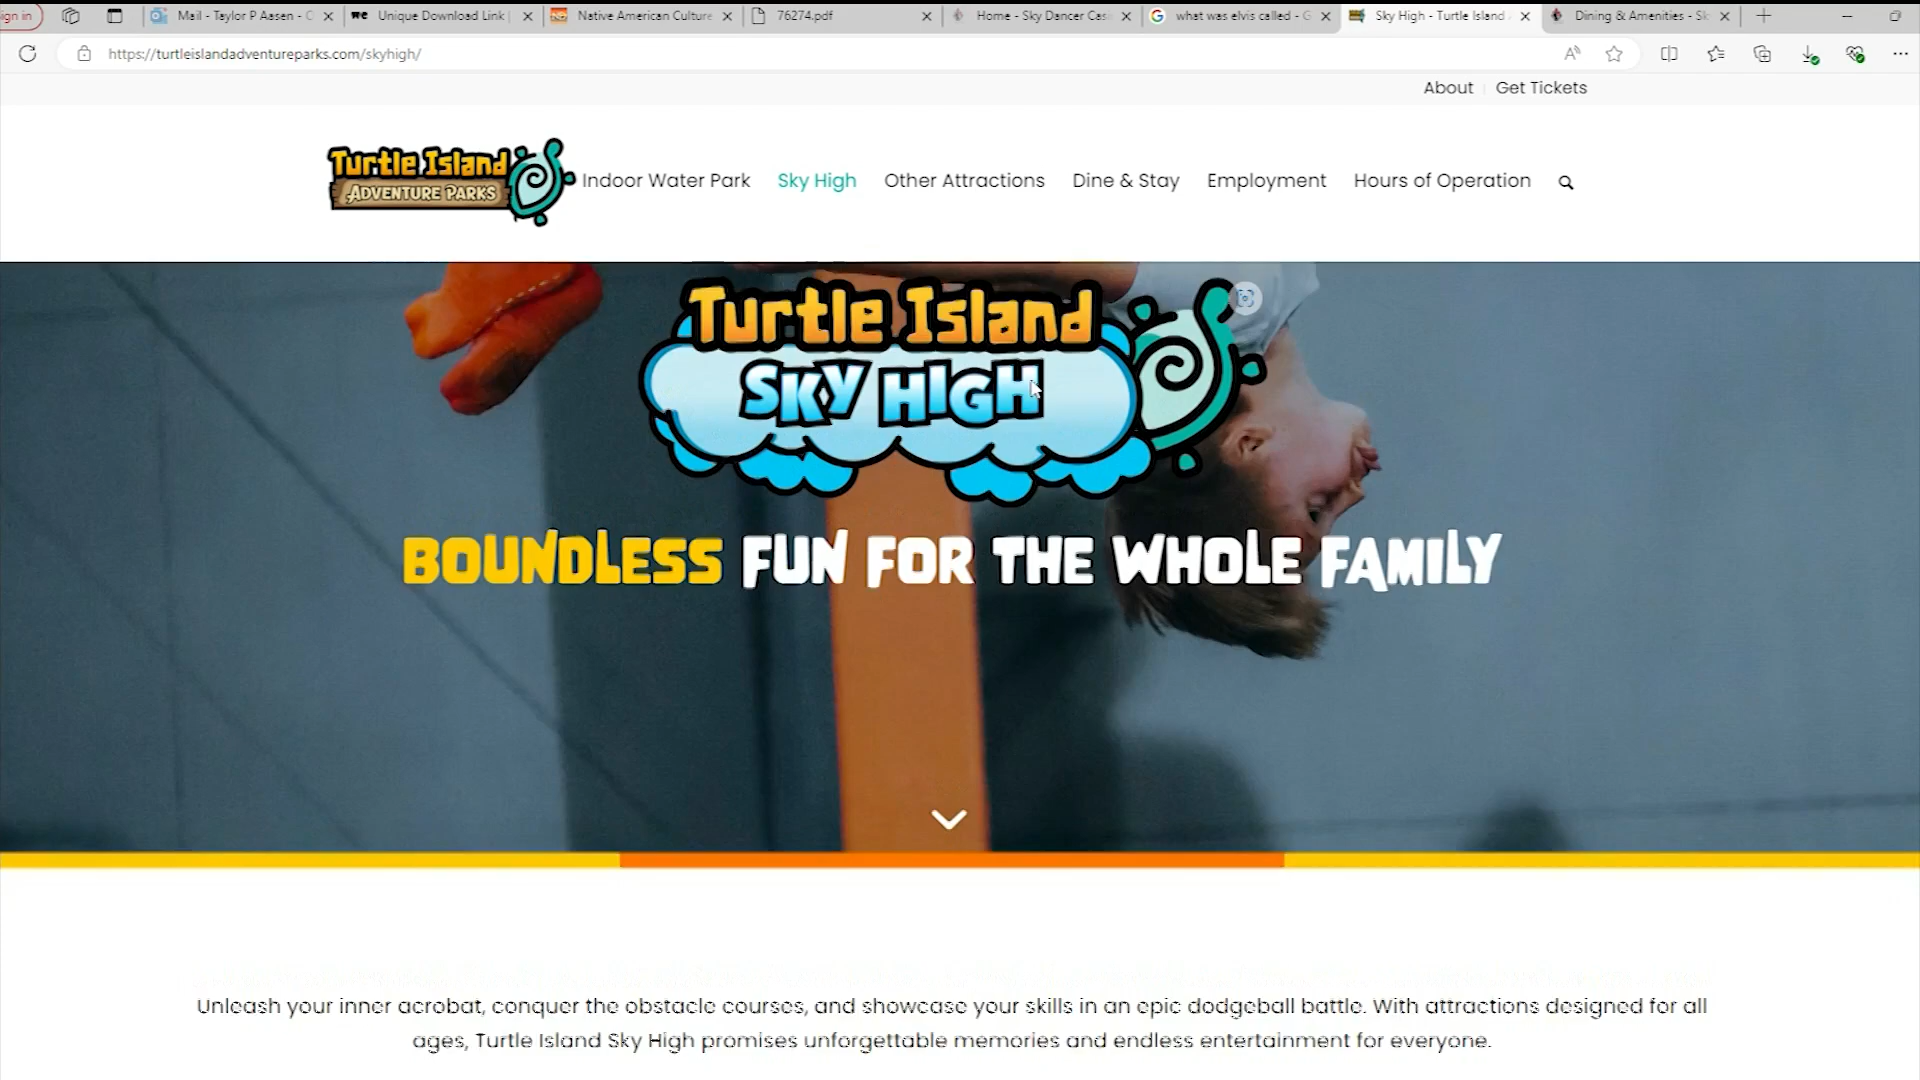 ign in
Mail - Taylor P Aasen - O
Unique Download Link |
Native American Culture
76274.pdf
Home - Sky Dancer Casi
what was elvis called - G
Sky High - Turtle Island
Dining & Amenities - Sk
https://turtleislandadventureparks.com/skyhigh/
About
Get Tickets
Turtle Island
ADVENTURE PARKS
Indoor Water Park
Sky High
Other Attractions
Dine & Stay
Employment
Hours of Operation
Turtle Island
SKY HIGH
BOUNDLESS FUN FOR THE WHOLE FAMILY
Unleash your inner acrobat, conquer the obstacle courses, and showcase your skills in an epic dodgeball battle. With attractions designed for all
ages, Turtle Island Sky High promises unforgettable memories and endless entertainment for everyone.